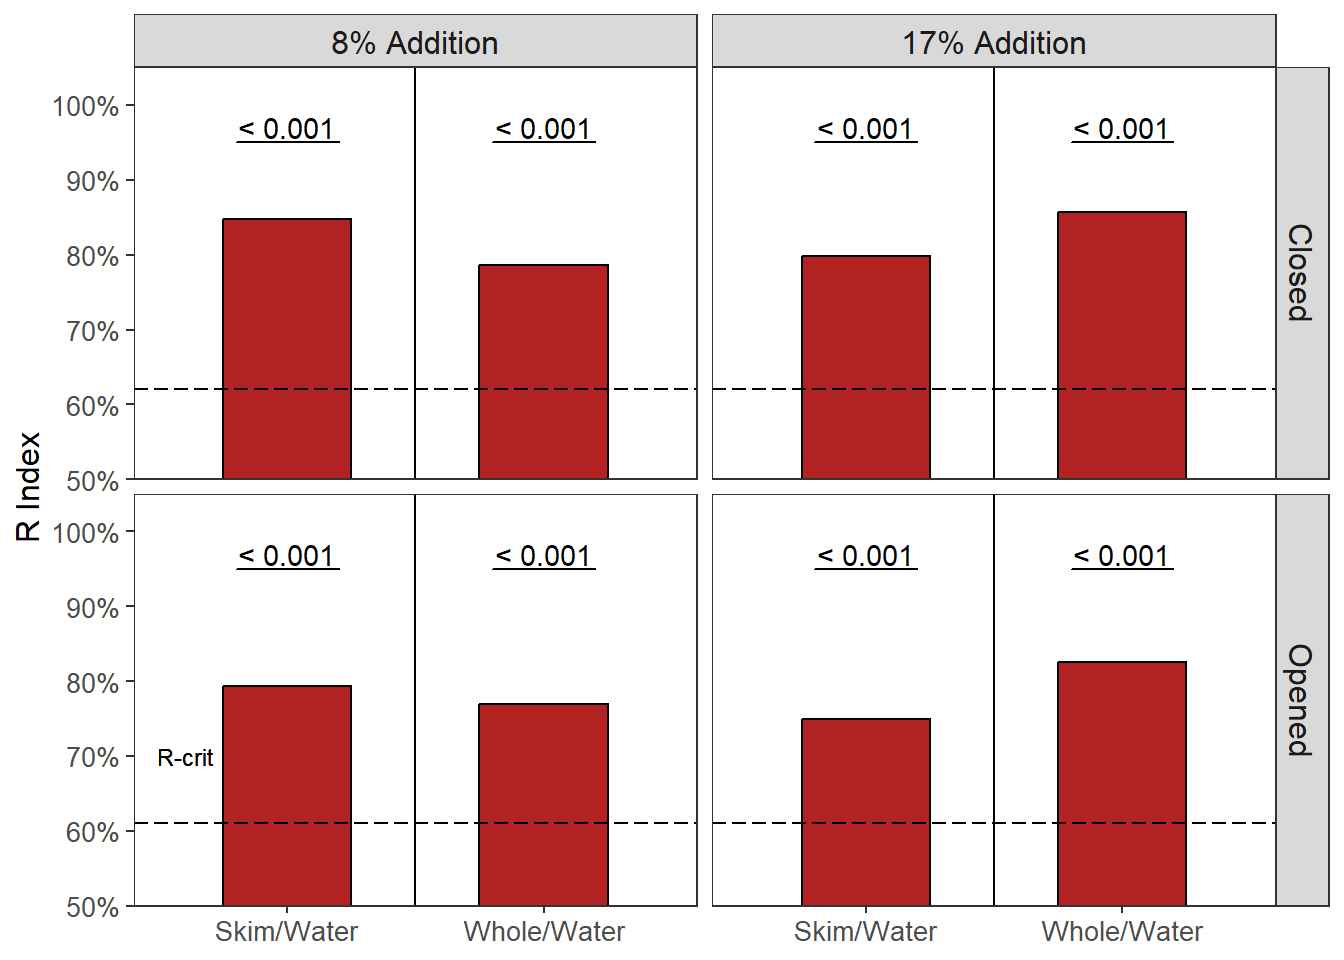 8% Addition
17% Addition
100%
90%
80%
70%
60%
50%
< 0.001
< 0.001
< 0.001
< 0.001
Closed
R Index
100%
90%
80%
70%
60%
50%
< 0.001
< 0.001
< 0.001
< 0.001
R-crit
Opened
Skim/Water
Whole/Water
Skim/Water
Whole/Water